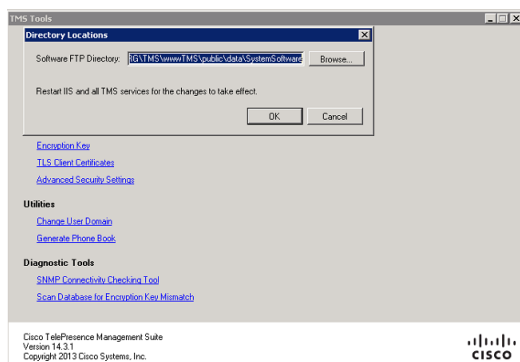 TMS Tools
Directory Locations
Software FTP Directory: RG\TMS\wwwTMS\public\data\SystemSoftware Browse...
Restart IIS and all TMS services for the changes to take effect.
OK Cancel
Encryption Key
TLS Client Certificates
Advanced Security Settings
Utilities
Change User Domain
Generate Phone Book
Diagnostic Tools
SNMP Connectivity Checking Tool
Scan Database for Encryption Key Mismatch
Cisco TelePresence Management Suite
Version 14.3.1
Copyright 2013 Cisco Systems, Inc.
CISCO